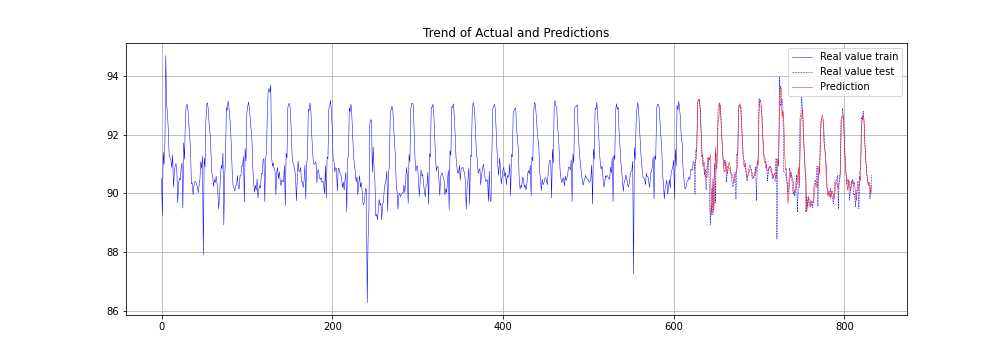 Trend of Actual and Predictions
Real value train
Real value test
Prediction
94
92
90
88
86
0
200
400
600
800